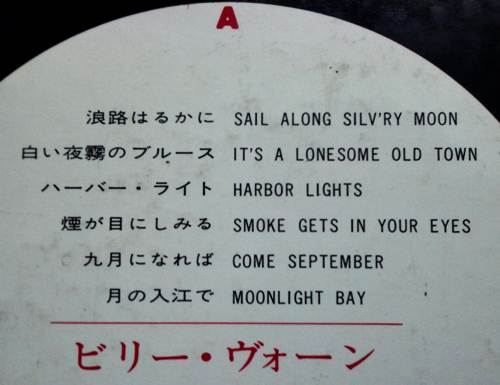 A
浪路はるかに SAIL ALONG SILV'RY MOON
白い夜霧のブルース IT'S A LONESOME OLD TOWN
ハーバー・ライト HARBOR LIGHTS
煙が目にしみる SMOKE GETS IN YOUR EYES
九月になれば COME SEPTEMBER
月の入江で MOONLIGHT BAY
ビリー・ヴォーン